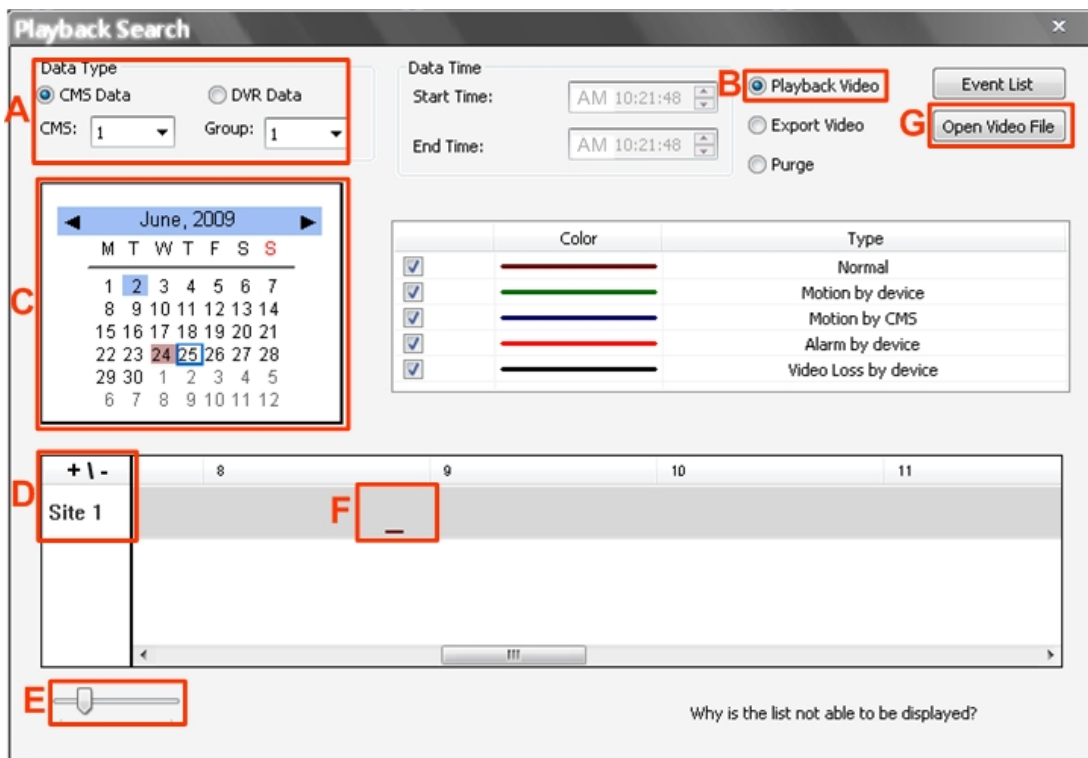 Playback Search
Data Type
A
CMS Data
DVR Data
CMS: 1
Group: 1
Data Time
Start Time: AM 10:21:48
End Time: AM 10:21:48
B
Playback Video
Export Video
Purge
Event List
G
Open Video File
C
June, 2009
M T W T F S S
1 2 3 4 5 6 7
8 9 10 11 12 13 14
15 16 17 18 19 20 21
22 23 24 25 26 27 28
29 30 1 2 3 4 5
6 7 8 9 10 11 12
Color Type
Normal
Motion by device
Motion by CMS
Alarm by device
Video Loss by device
D
+ \ - 8 9 10 11
Site 1
F
E
Why is the list not able to be displayed?